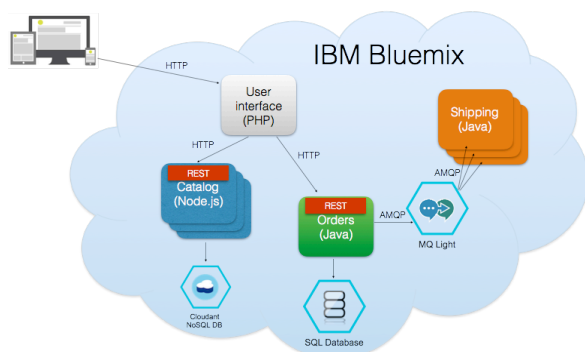 IBM Bluemix
HTTP
User
interface
(PHP)
Shipping
(Java)
HTTP
HTTP
AMQP
REST
Catalog
(Node.js)
REST
Orders
(Java)
AMQP
MQ Light
Cloudant
NoSQL DB
SQL Database